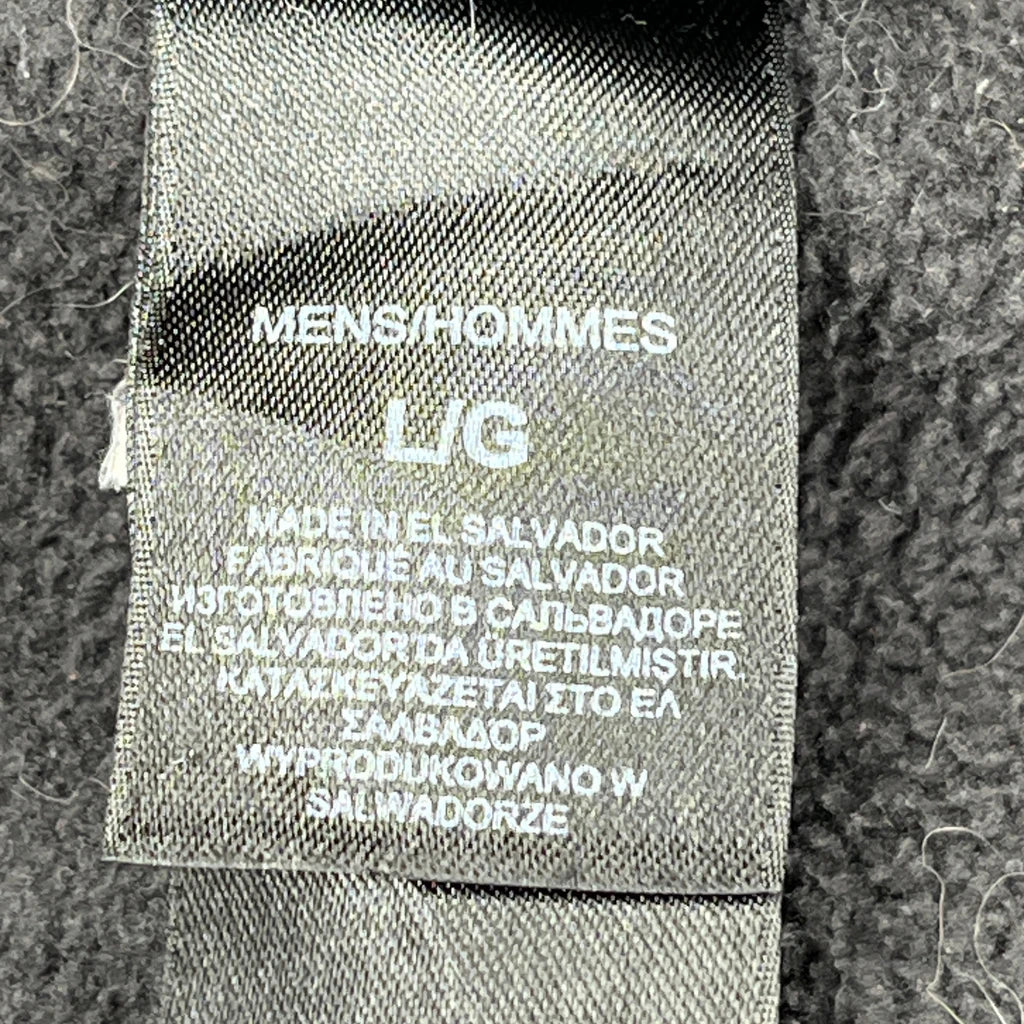 MENS/HOMMES
L/G
MADE IN EL SALVADOR
FABRIQUE AU SALVADOR
ИЗГОТОВЛЕНО В САЛЬВАДОРЕ
EL SALVADOR'DA ÜRETILMIŞTIR.
ΚΑΤΑΣΚΕΥΑΖΕΤΑΙ ΣΤΟ ΕΛ
ΣΑΛΒΑΔΟΡ
WYPRODUKOWANO W
SALWADORZE